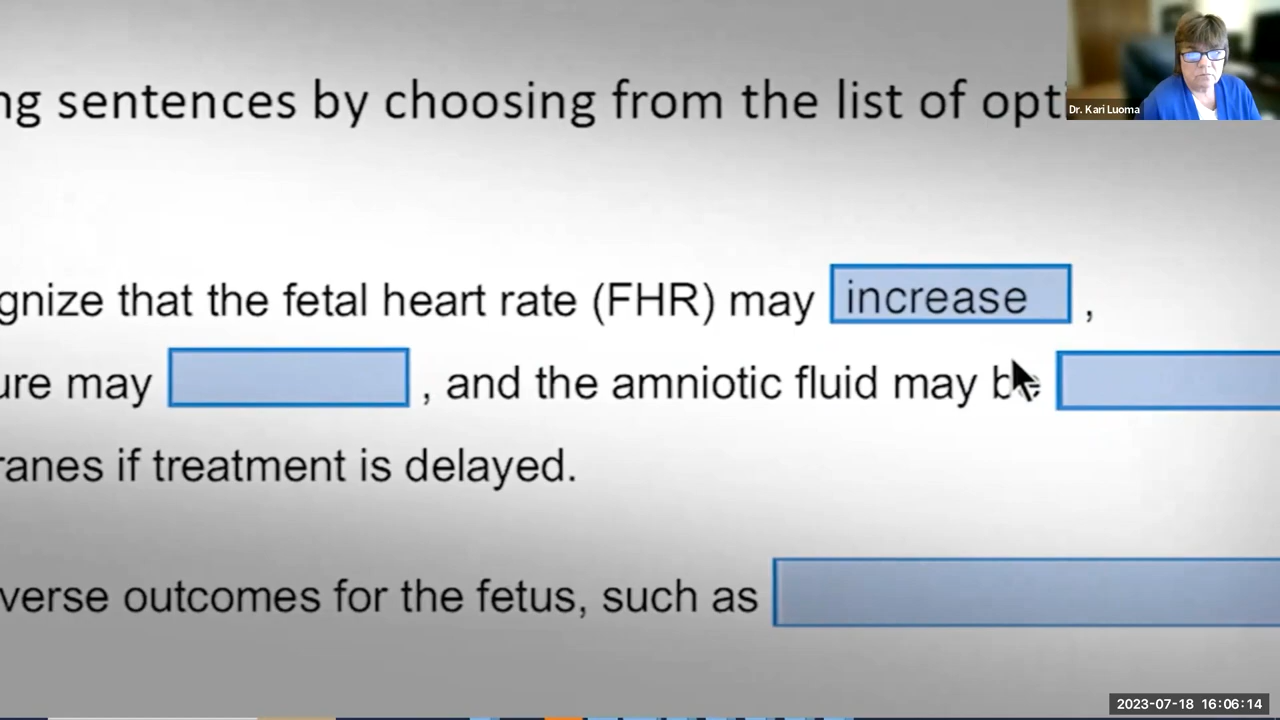 ng sentences by choosing from the list of opt
Dr. Kari Luoma
gnize that the fetal heart rate (FHR) may increase ,
ure may , and the amniotic fluid may be
ranes if treatment is delayed.
verse outcomes for the fetus, such as
2023-07-18 16:06:14